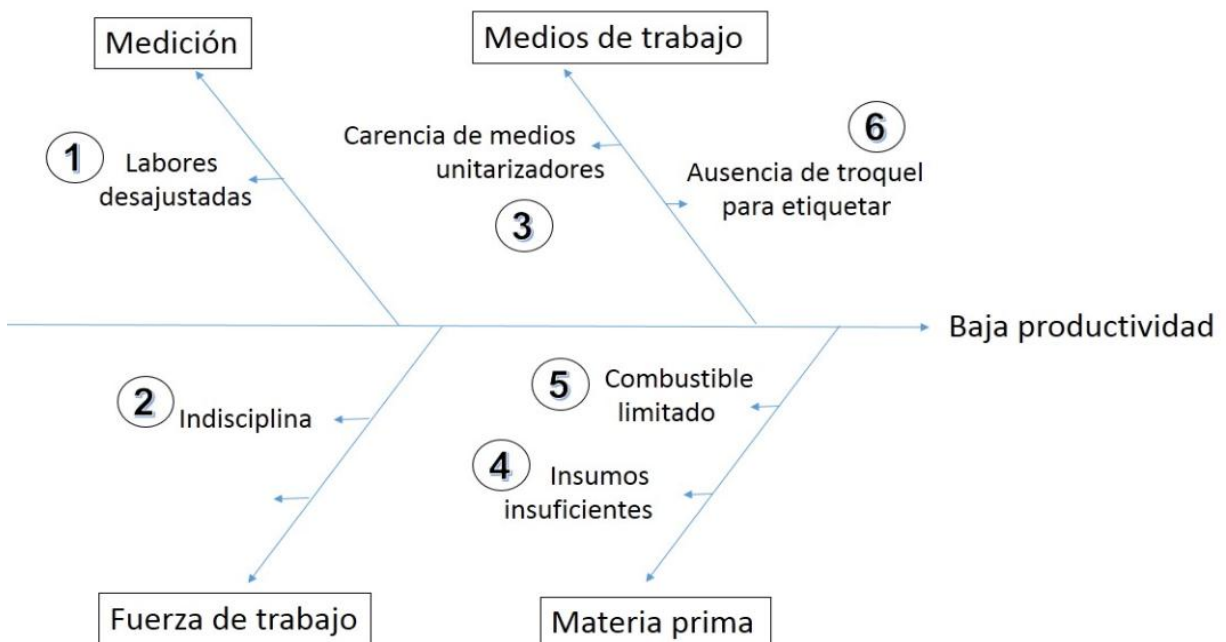 Medición
Medios de trabajo
1
Labores
desajustadas
Carencia de medios
unitarizadores
3
6
Ausencia de troquel
para etiquetar
Baja productividad
2
Indisciplina
5
Combustible
limitado
4
Insumos
insuficientes
Fuerza de trabajo
Materia prima